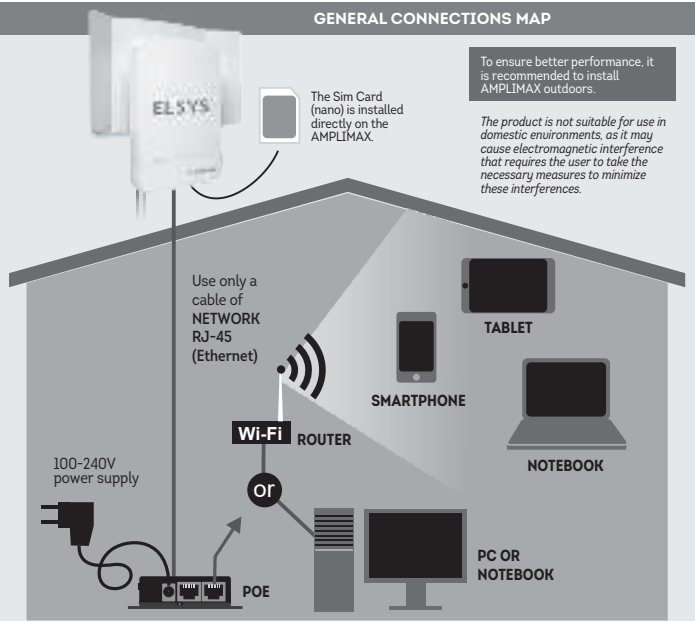 GENERAL CONNECTIONS MAP
To ensure better performance, it
is recommended to install
AMPLIMAX outdoors.
ELSYS
The Sim Card
(nano) is installed
directly on the
AMPLIMAX.
The product is not suitable for use in
domestic environments, as it may
cause electromagnetic interference
that requires the user to take the
necessary measures to minimize
these interferences.
Use only a
cable of
NETWORK
RJ-45
(Ethernet)
TABLET
SMARTPHONE
Wi-Fi
ROUTER
NOTEBOOK
100-240V
power supply
or
PC OR
NOTEBOOK
POE